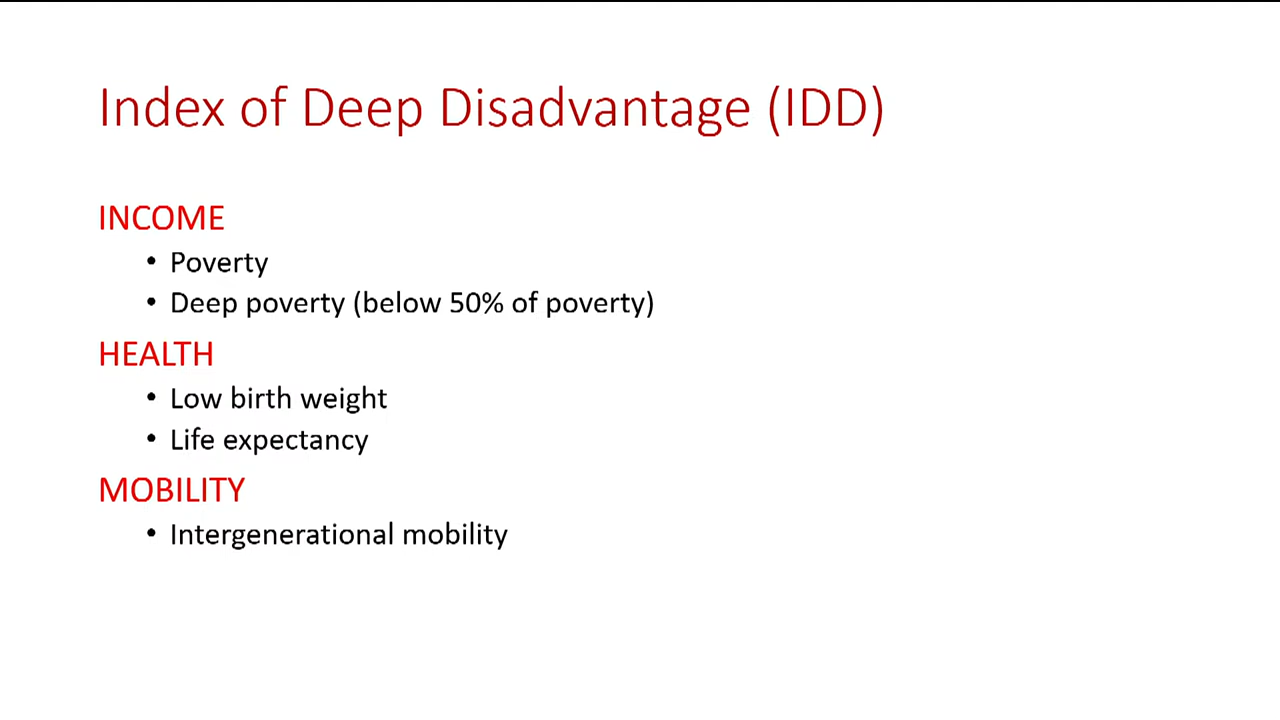 Index of Deep Disadvantage (IDD)
INCOME
• Poverty
• Deep poverty (below 50% of poverty)
HEALTH
• Low birth weight
• Life expectancy
MOBILITY
• Intergenerational mobility